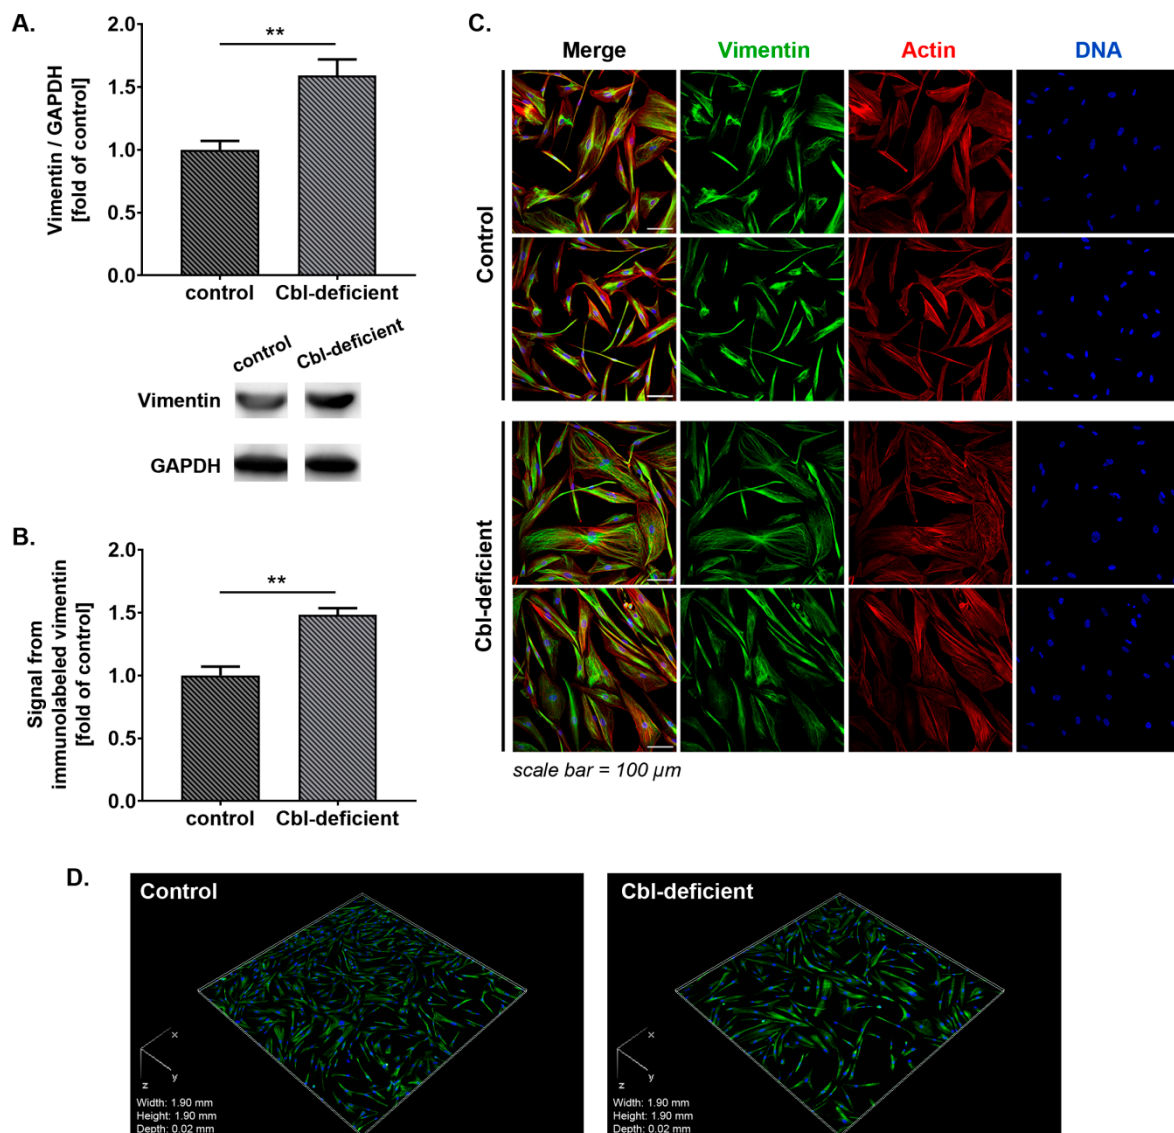 A.
2.0
1.5
1.0
0.5
0.0
Vimentin / GAPDH
[fold of control]
**
control
Cbl-deficient
control
Cbl-deficient
Vimentin
GAPDH
B.
2.0
1.5
1.0
0.5
0.0
Signal from
immunolabeled vimentin
[fold of control]
**
control
Cbl-deficient
C.
Merge
Vimentin
Actin
DNA
Control
Cbl-deficient
scale bar = 100 µm
D.
Control
x
y
z
Width: 1.90 mm
Height: 1.90 mm
Depth: 0.02 mm
Cbl-deficient
x
y
z
Width: 1.90 mm
Height: 1.90 mm
Depth: 0.02 mm